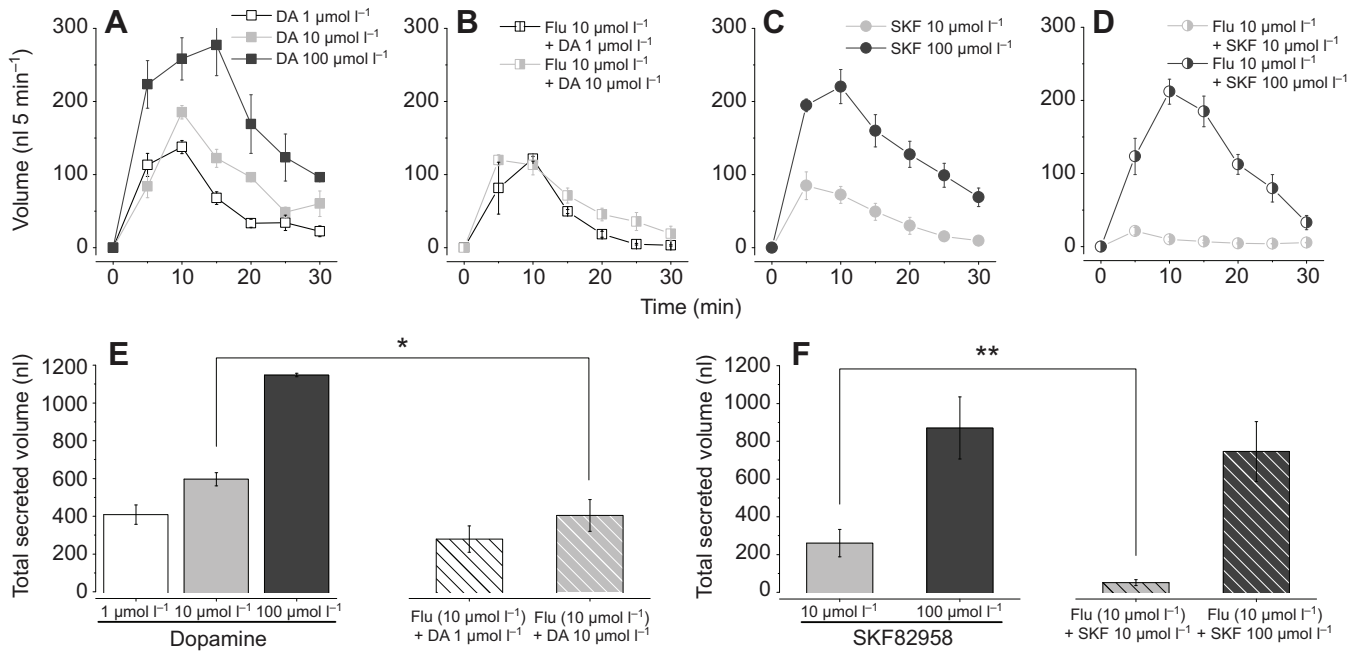 A
DA 1 µmol l⁻¹
DA 10 µmol l⁻¹
DA 100 µmol l⁻¹
B
Flu 10 µmol l⁻¹
+ DA 1 µmol l⁻¹
Flu 10 µmol l⁻¹
+ DA 10 µmol l⁻¹
C
SKF 10 µmol l⁻¹
SKF 100 µmol l⁻¹
D
Flu 10 µmol l⁻¹
+ SKF 10 µmol l⁻¹
Flu 10 µmol l⁻¹
+ SKF 100 µmol l⁻¹
Volume (nl 5 min⁻¹)
300
200
100
0
0 10 20 30
300
200
100
0
0 10 20 30
300
200
100
0
0 10 20 30
300
200
100
0
0 10 20 30
Time (min)
E
*
Total secreted volume (nl)
1200
1000
800
600
400
200
0
1 µmol l⁻¹ 10 µmol l⁻¹ 100 µmol l⁻¹
Dopamine
Flu (10 µmol l⁻¹)
+ DA 1 µmol l⁻¹
Flu (10 µmol l⁻¹)
+ DA 10 µmol l⁻¹
F
**
Total secreted volume (nl)
1200
1000
800
600
400
200
0
10 µmol l⁻¹ 100 µmol l⁻¹
SKF82958
Flu (10 µmol l⁻¹)
+ SKF 10 µmol l⁻¹
Flu (10 µmol l⁻¹)
+ SKF 100 µmol l⁻¹